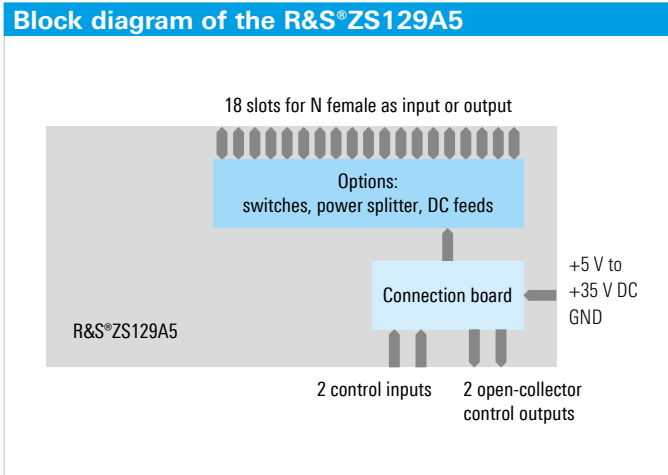 Block diagram of the R&S®ZS129A5
18 slots for N female as input or output
Options:
switches, power splitter, DC feeds
Connection board
+5 V to
+35 V DC
GND
R&S®ZS129A5
2 control inputs
2 open-collector
control outputs